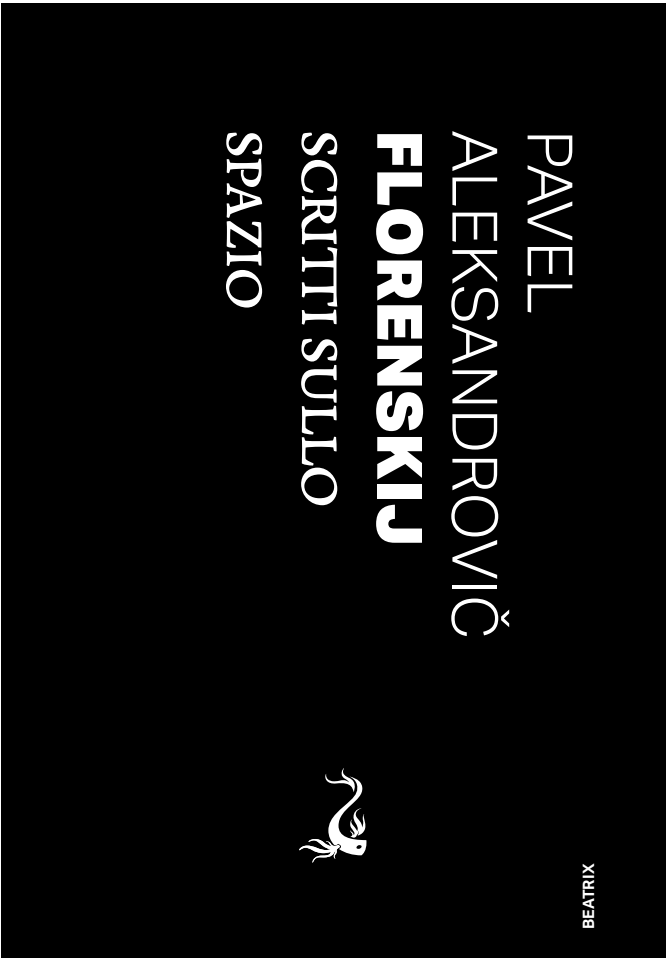 PAVEL
ALEKSANDROVIČ
FLORENSKIJ
SCRITTI SULLO
SPAZIO
BEATRIX